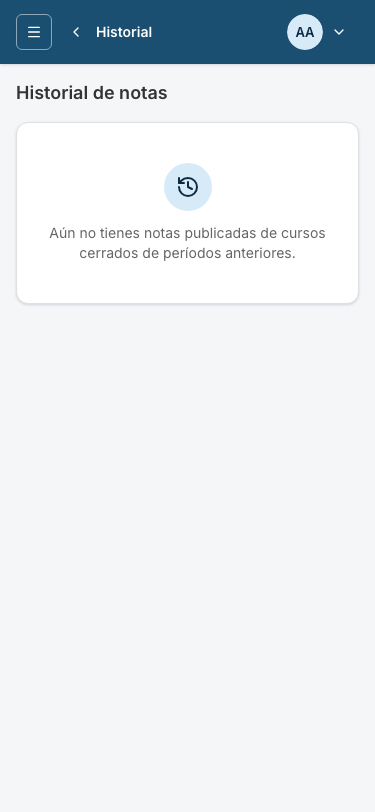 Historial
AA
Historial de notas
Aún no tienes notas publicadas de cursos
cerrados de períodos anteriores.